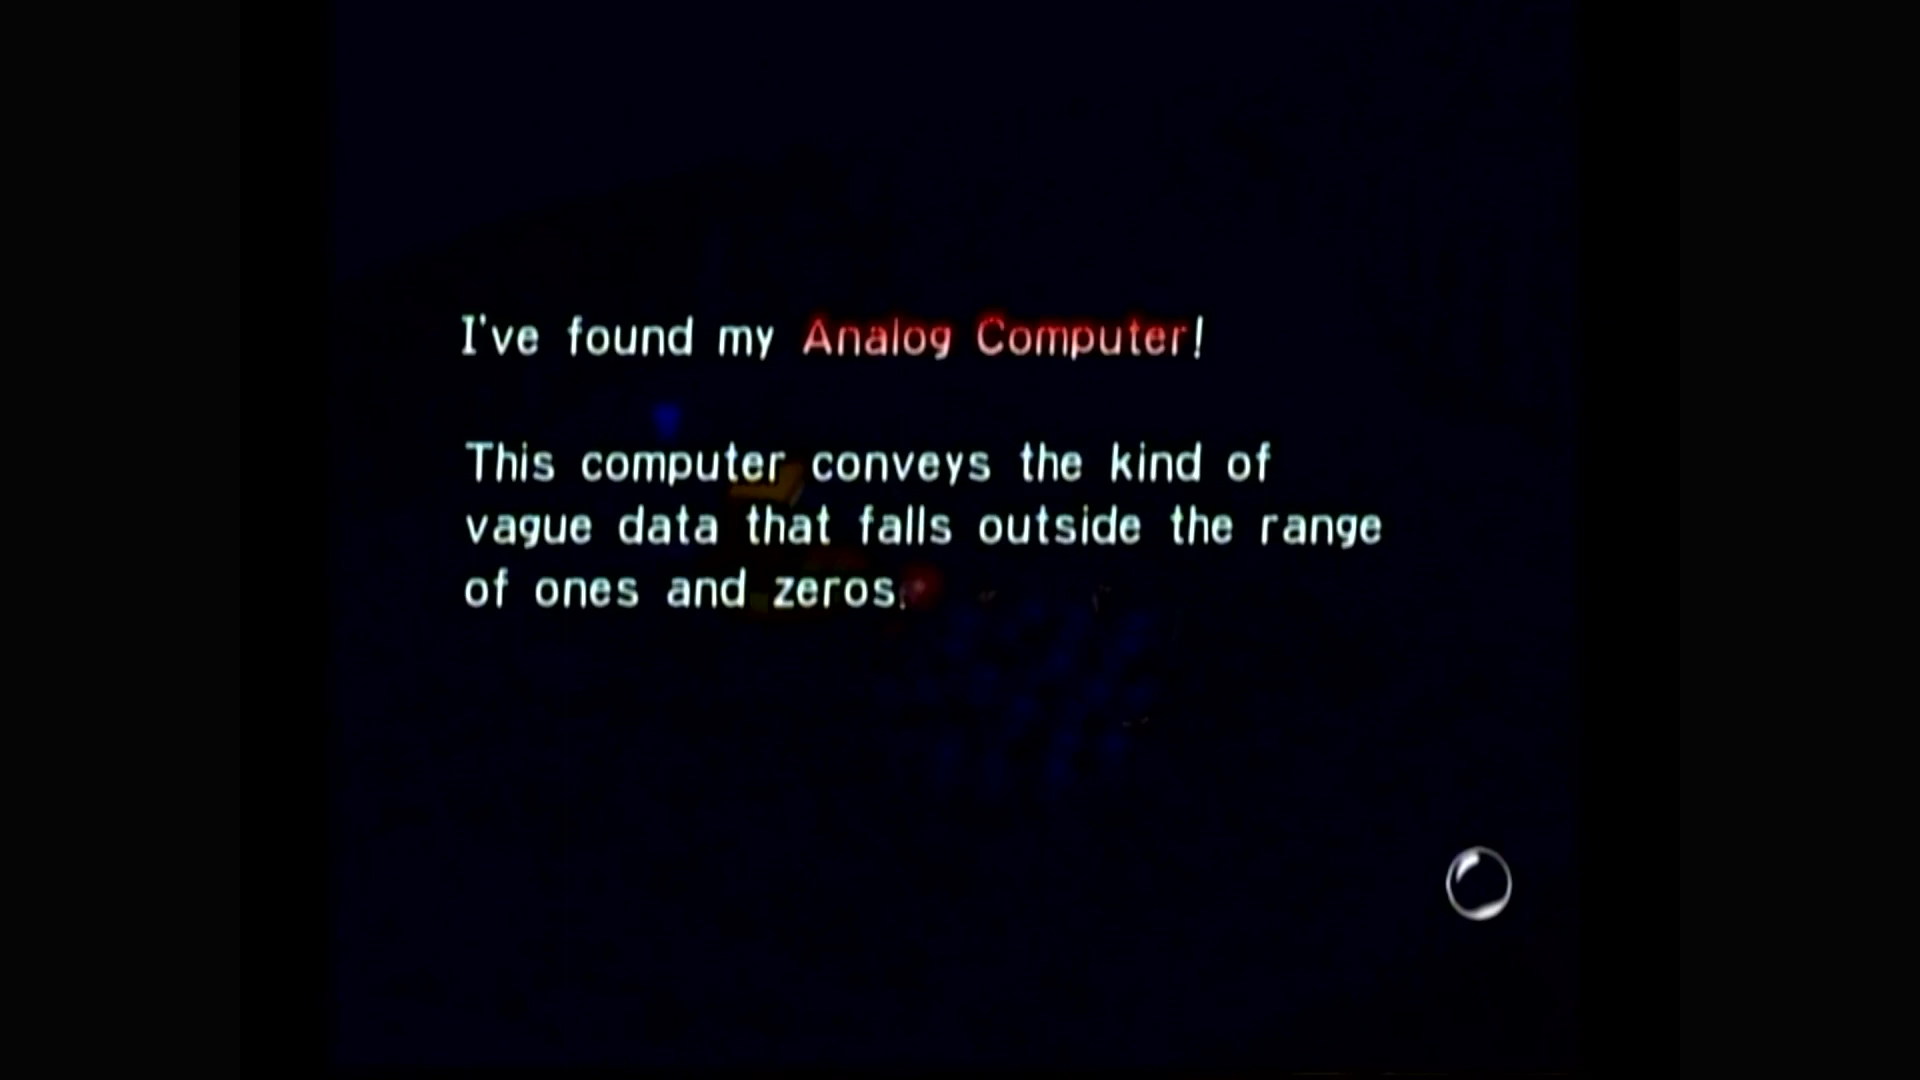 I've found my Analog Computer!
This computer conveys the kind of
vague data that falls outside the range
of ones and zeros.